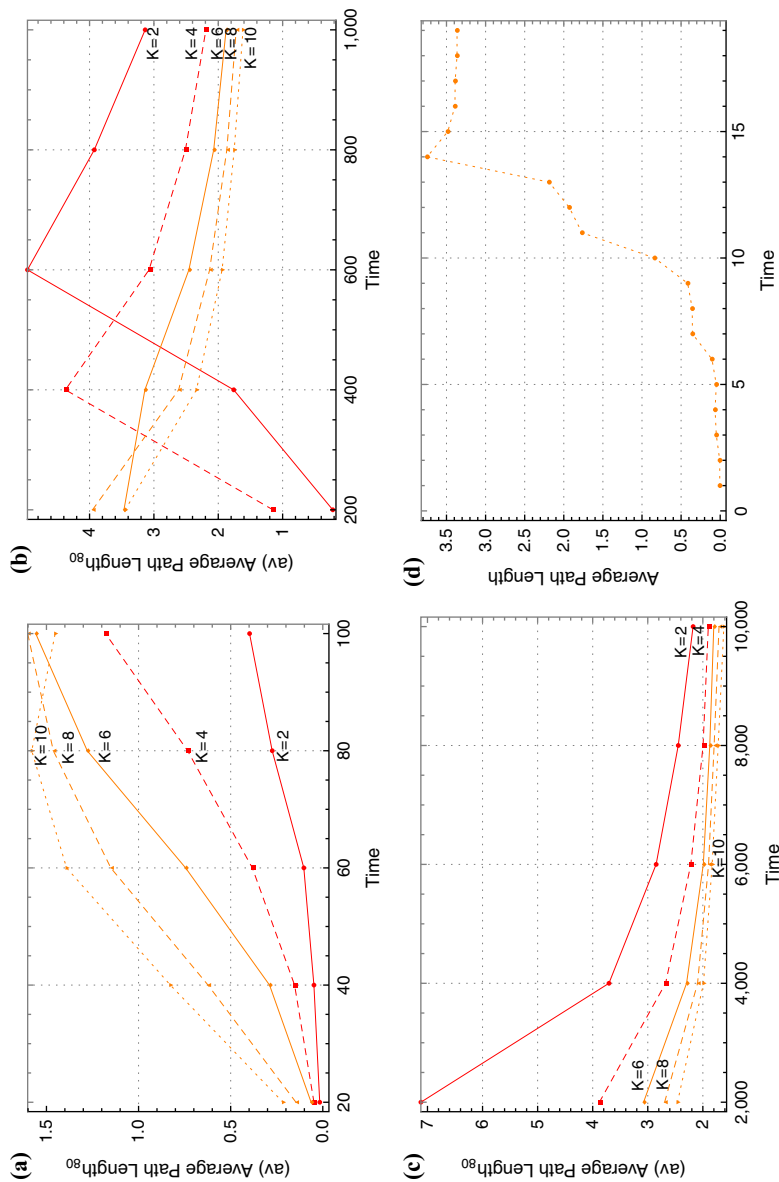 (a)
(av) Average Path Length80
1.5
1.0
0.5
0.0
K=10
K=8
K=6
K=4
K=2
20
40
60
80
100
Time
(b)
(av) Average Path Length80
4
3
2
1
K=2
K=4
K=6
K=8
K=10
200
400
600
800
1,000
Time
(c)
(av) Average Path Length80
7
6
5
4
3
2
K=6
K=8
K=10
K=2
K=4
2,000
4,000
6,000
8,000
10,000
Time
(d)
Average Path Length
3.5
3.0
2.5
2.0
1.5
1.0
0.5
0.0
0
5
10
15
Time